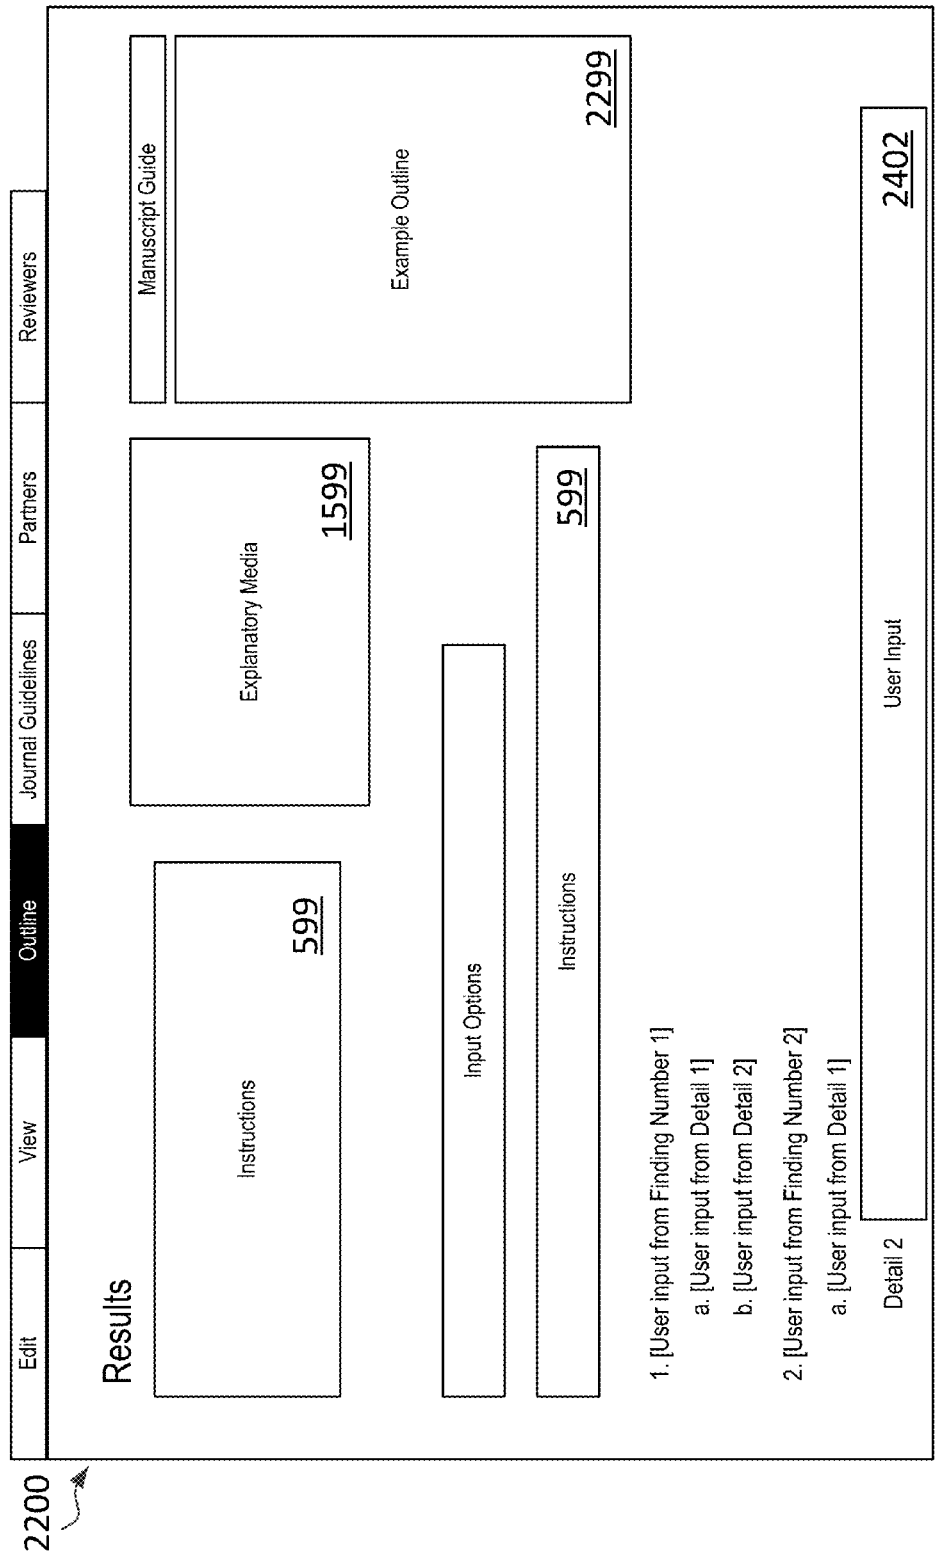 2200
Edit
View
Outline
Journal Guidelines
Partners
Reviewers
Results
Instructions
599
Explanatory Media
1599
Manuscript Guide
Example Outline
2299
Input Options
Instructions
599
1. [User input from Finding Number 1]
a. [User input from Detail 1]
b. [User input from Detail 2]
2. [User input from Finding Number 2]
a. [User input from Detail 1]
Detail 2
User Input
2402